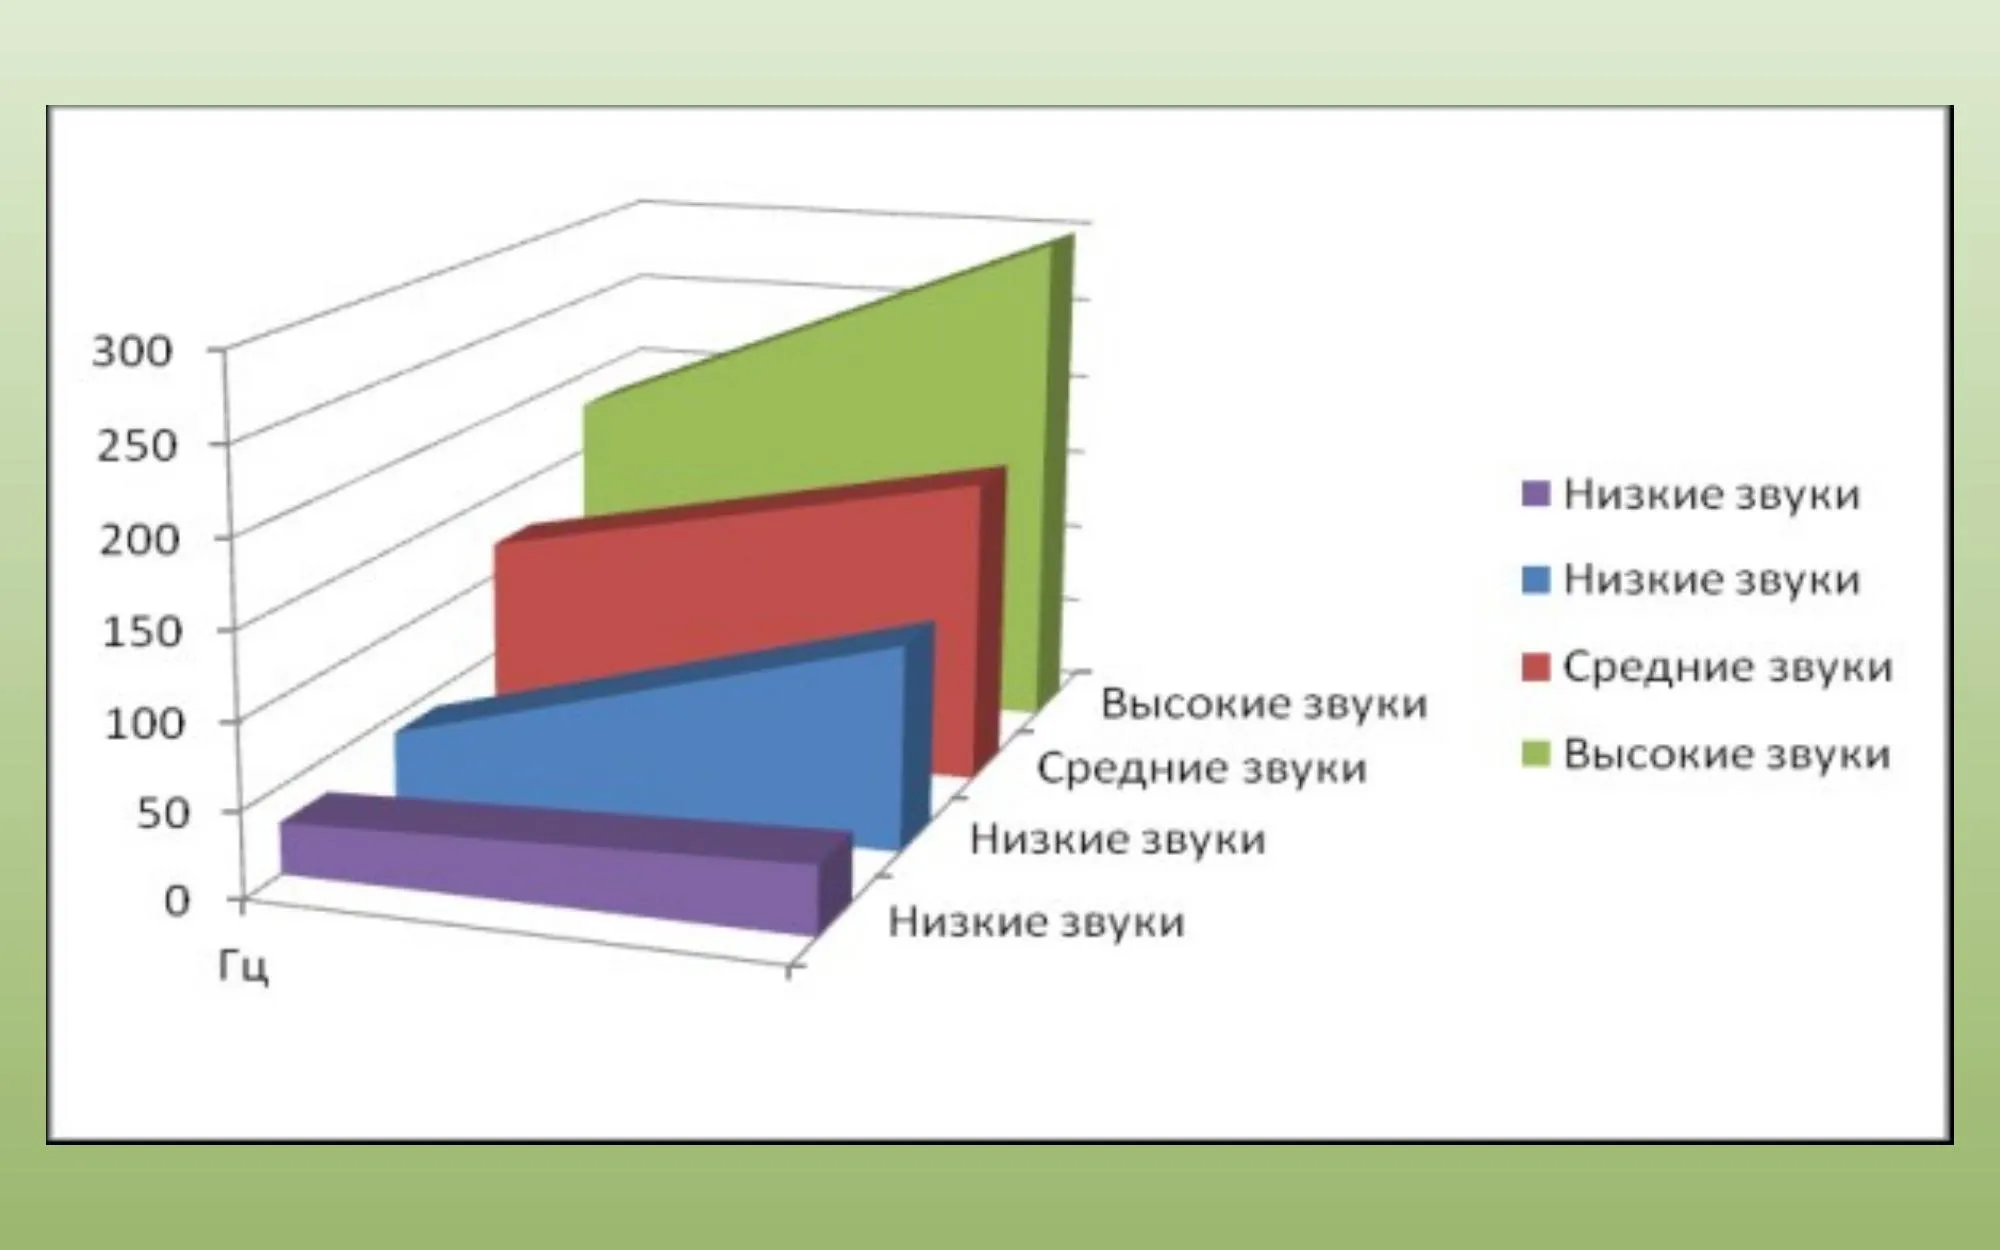 300
250
200
150
100
50
0
Гц
Высокие звуки
Средние звуки
Низкие звуки
Низкие звуки
Низкие звуки
Низкие звуки
Средние звуки
Высокие звуки